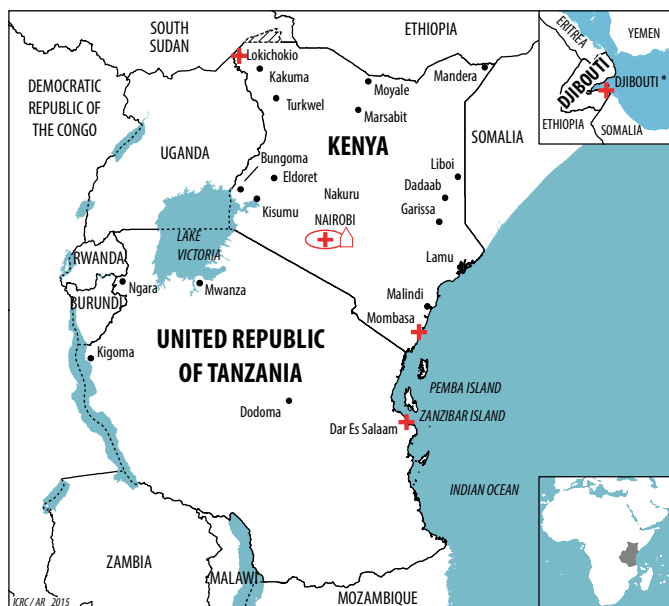 SOUTH
SUDAN
ETHIOPIA
ERITREA
YEMEN
DJIBOUTI
DJIBOUTI *
ETHIOPIA
SOMALIA
Lokichokio
Kakuma
Turkwel
Moyale
Mandera
Marsabit
DEMOCRATIC
REPUBLIC OF
THE CONGO
UGANDA
KENYA
SOMALIA
Bungoma
Eldoret
Kisumu
Nakuru
NAIROBI
Liboi
Dadaab
Garissa
Lamu
LAKE
VICTORIA
RWANDA
BURUNDI
Ngara
Mwanza
Malindi
Mombasa
UNITED REPUBLIC
OF TANZANIA
Kigoma
Dodoma
PEMBA ISLAND
ZANZIBAR ISLAND
Dar Es Salaam
INDIAN OCEAN
ZAMBIA
MALAWI
MOZAMBIQUE
ICRC / AR 2015